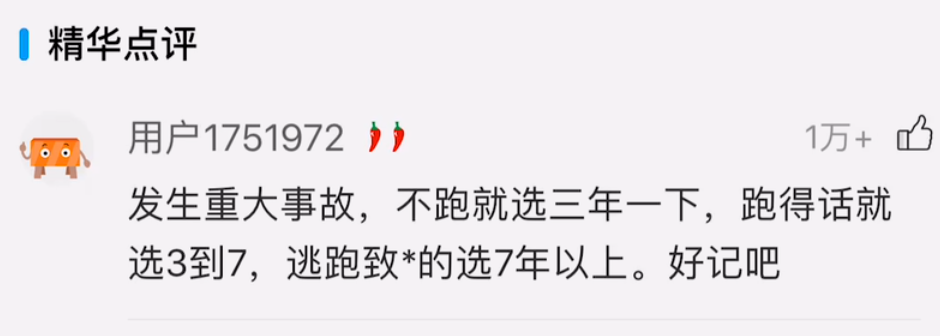 精华点评
用户1751972 🌶️🌶️
1万+
发生重大事故，不跑就选三年一下，跑得话就
选3到7，逃跑致*的选7年以上。好记吧